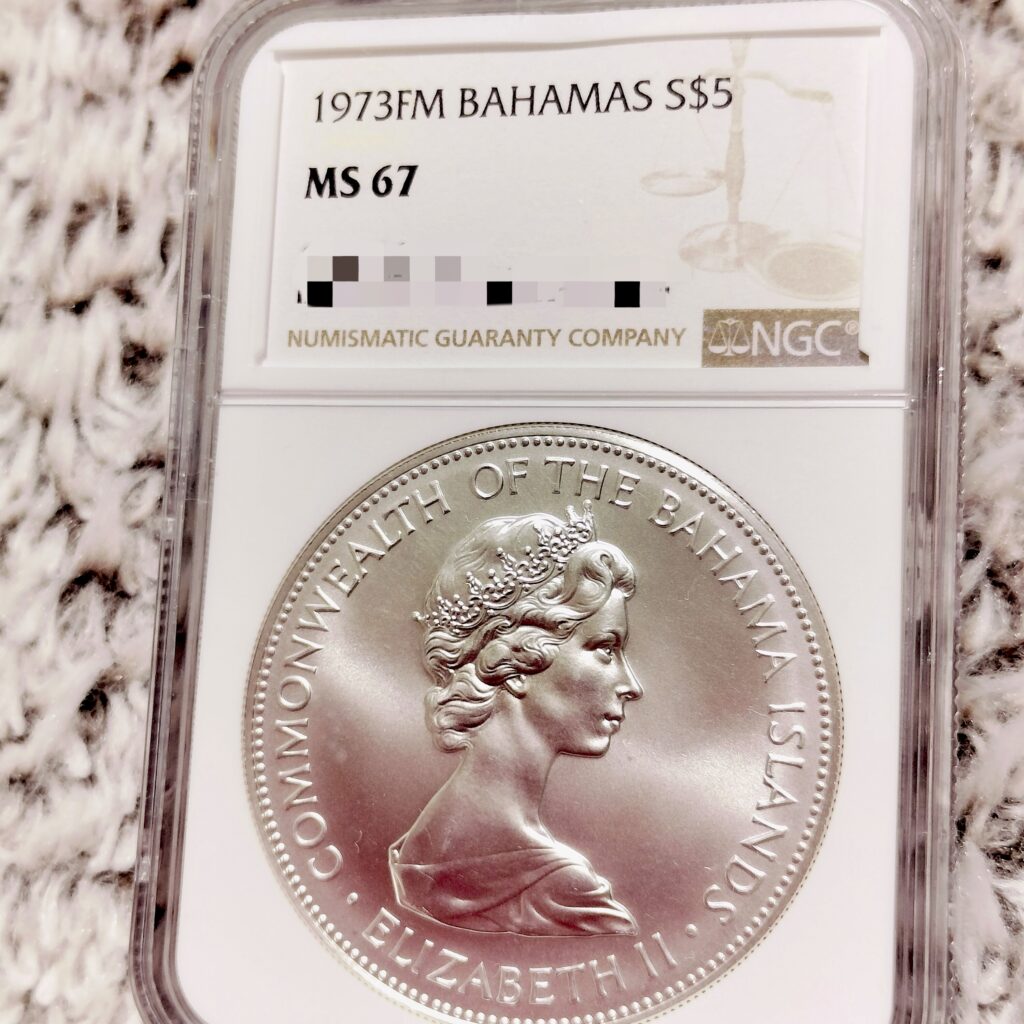 1973FM BAHAMAS S$5
MS 67
NUMISMATIC GUARANTY COMPANY
NGC®
COMMONWEALTH OF THE BAHAMA ISLANDS
· ELIZABETH II ·